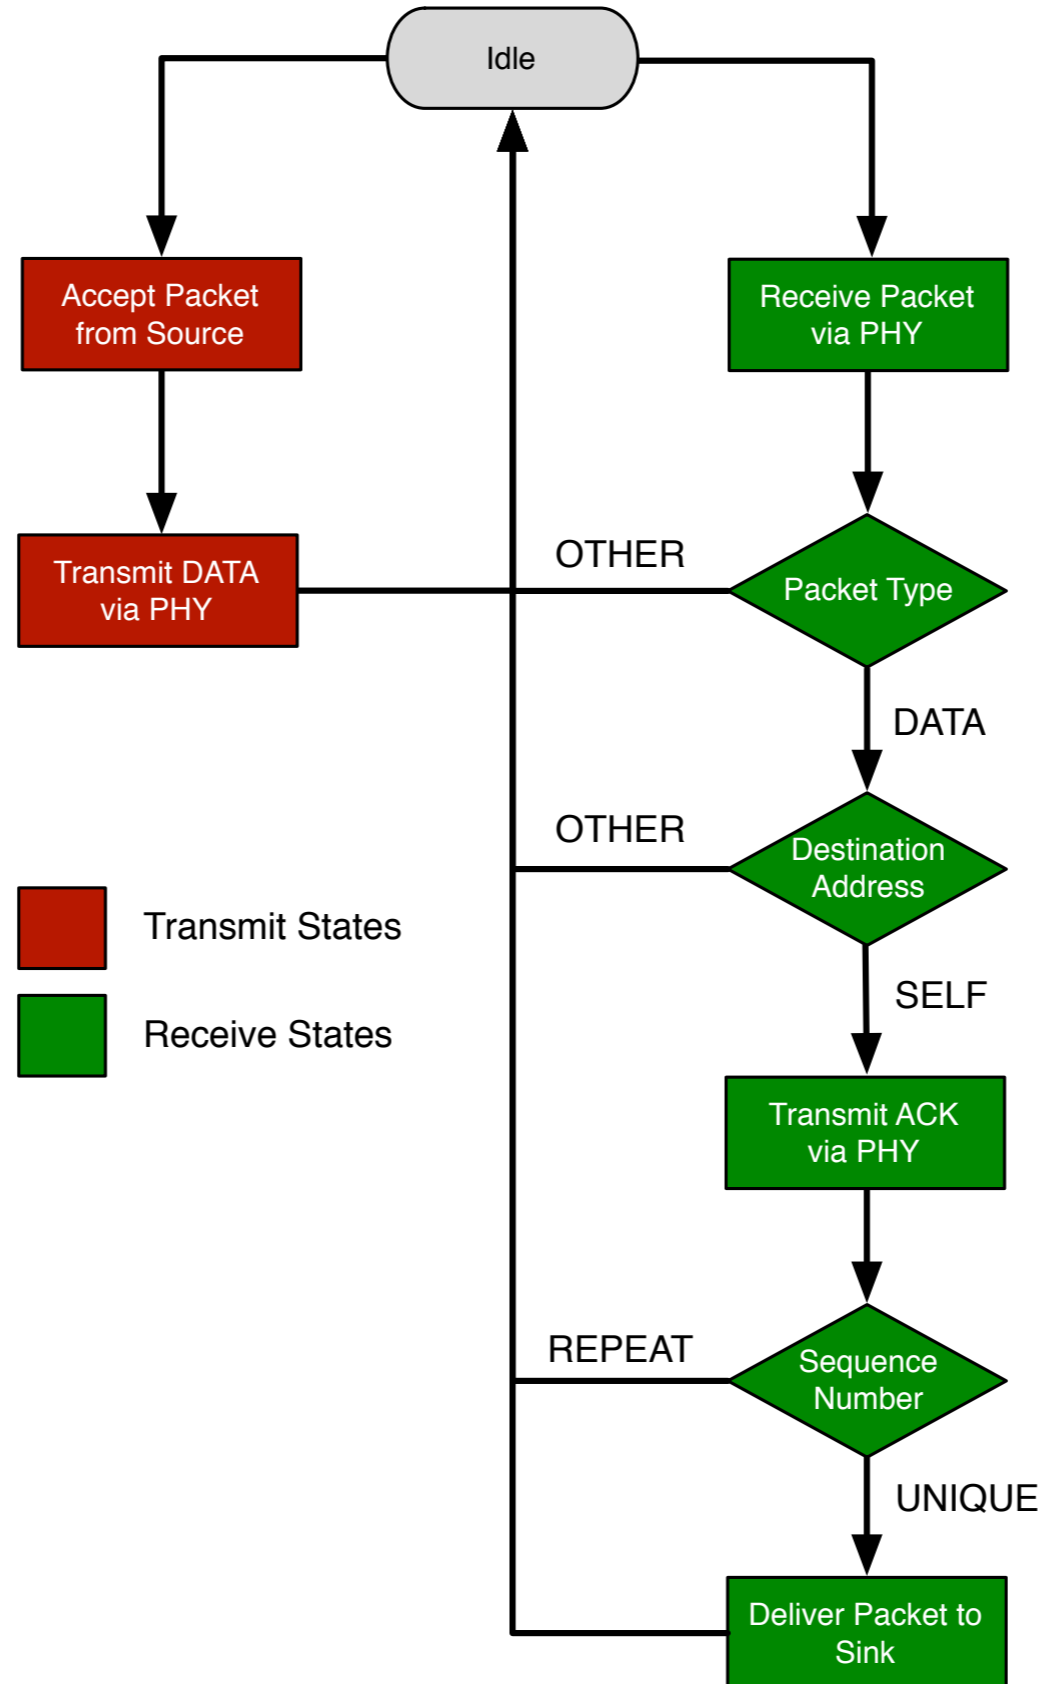 Idle
Accept Packet
from Source
Receive Packet
via PHY
Transmit DATA
via PHY
OTHER
Packet Type
DATA
OTHER
Destination
Address
Transmit States
SELF
Receive States
Transmit ACK
via PHY
REPEAT
Sequence
Number
UNIQUE
Deliver Packet to
Sink